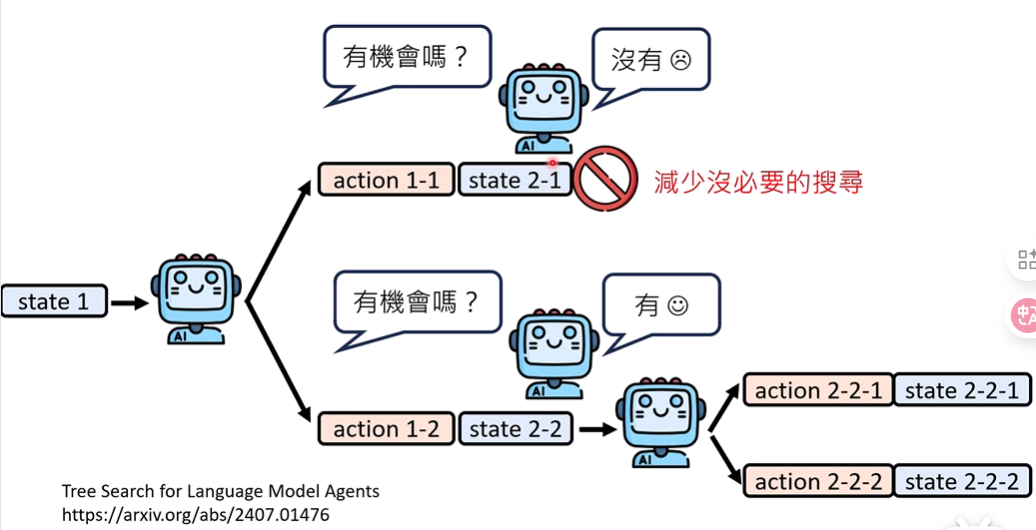 有機會嗎？
沒有☹
AI
action 1-1
state 2-1
減少沒必要的搜尋
state 1
AI
有機會嗎？
有☺
AI
action 1-2
state 2-2
AI
action 2-2-1
state 2-2-1
action 2-2-2
state 2-2-2
Tree Search for Language Model Agents
https://arxiv.org/abs/2407.01476
中A